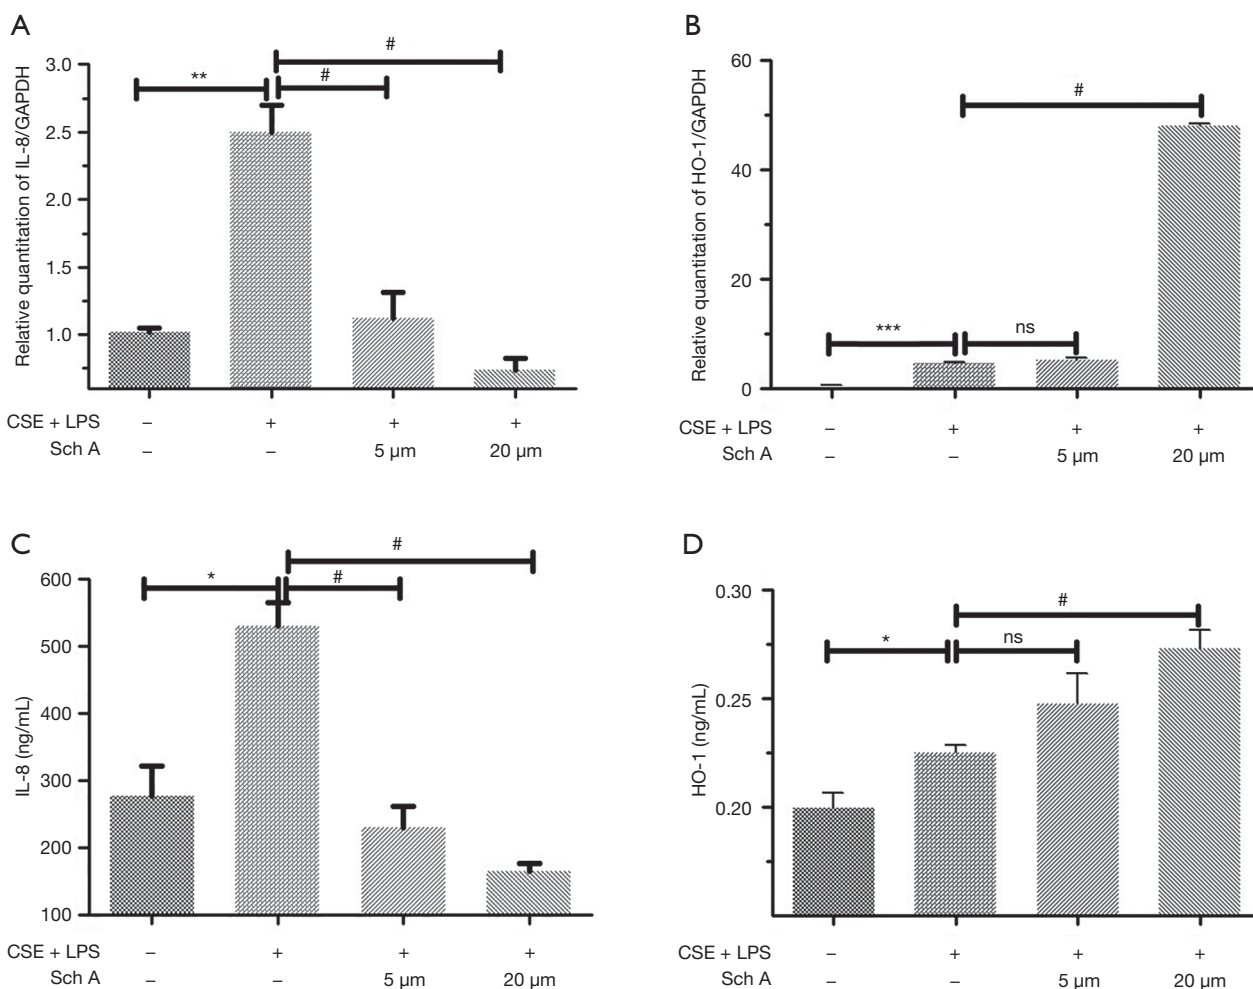 A
Relative quantitation of IL-8/GAPDH
3.0
2.5
2.0
1.5
1.0
**
#
#
CSE + LPS – + + +
Sch A – – 5 µm 20 µm
B
Relative quantitation of HO-1/GAPDH
60
40
20
0
***
ns
#
CSE + LPS – + + +
Sch A – – 5 µm 20 µm
C
IL-8 (ng/mL)
600
500
400
300
200
100
*
#
#
CSE + LPS – + + +
Sch A – – 5 µm 20 µm
D
HO-1 (ng/mL)
0.30
0.25
0.20
*
ns
#
CSE + LPS – + + +
Sch A – – 5 µm 20 µm